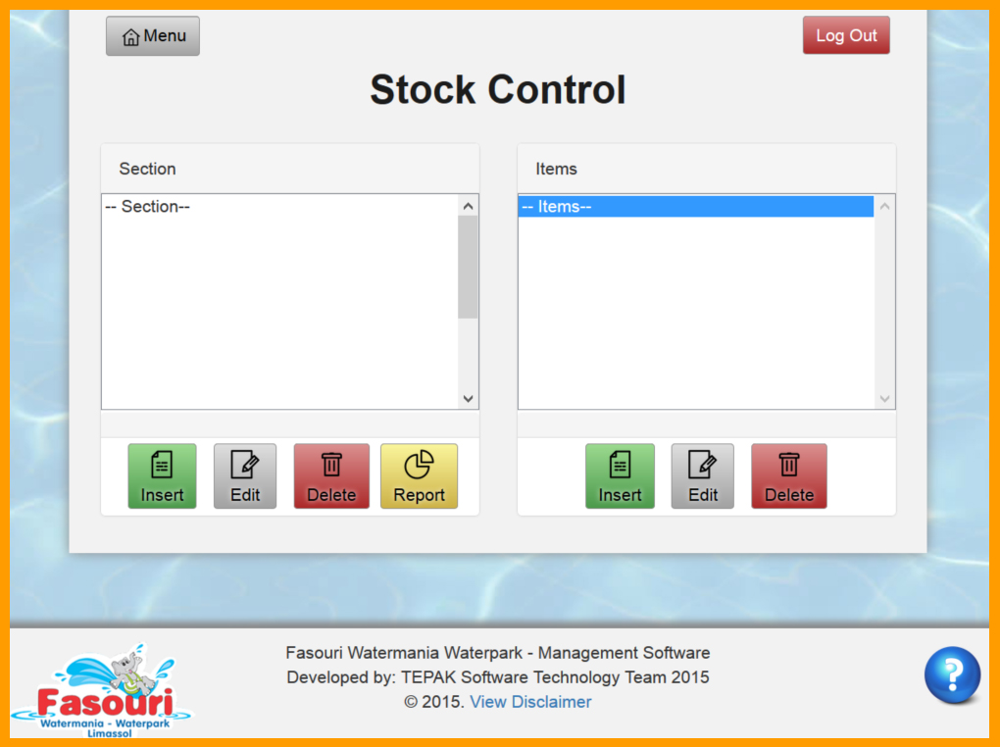 Menu
Log Out
Stock Control
Section
-- Section--
Items
-- Items--
Insert
Edit
Delete
Report
Insert
Edit
Delete
Fasouri
Watermania - Waterpark
Limassol
Fasouri Watermania Waterpark - Management Software
Developed by: TEPAK Software Technology Team 2015
© 2015. View Disclaimer
?